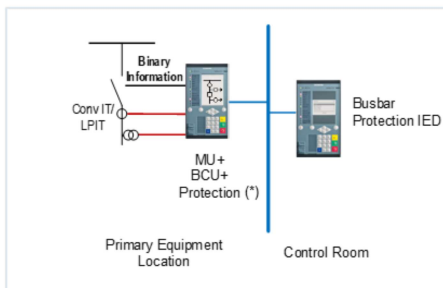 Binary
Information
Conv IT/
LPIT
MU+
BCU+
Protection (*)
Busbar
Protection IED
Primary Equipment
Location
Control Room